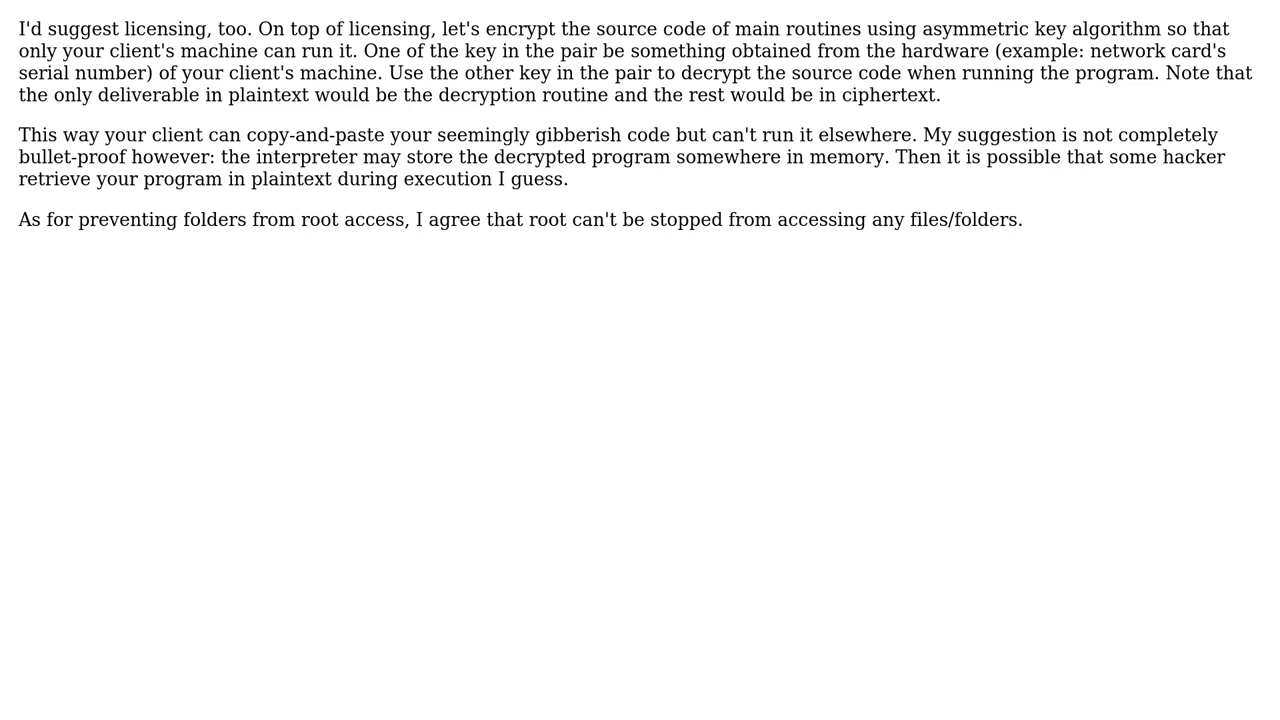 I'd suggest licensing, too. On top of licensing, let's encrypt the source code of main routines using asymmetric key algorithm so that
only your client's machine can run it. One of the key in the pair be something obtained from the hardware (example: network card's
serial number) of your client's machine. Use the other key in the pair to decrypt the source code when running the program. Note that
the only deliverable in plaintext would be the decryption routine and the rest would be in ciphertext.
This way your client can copy-and-paste your seemingly gibberish code but can't run it elsewhere. My suggestion is not completely
bullet-proof however: the interpreter may store the decrypted program somewhere in memory. Then it is possible that some hacker
retrieve your program in plaintext during execution I guess.
As for preventing folders from root access, I agree that root can't be stopped from accessing any files/folders.